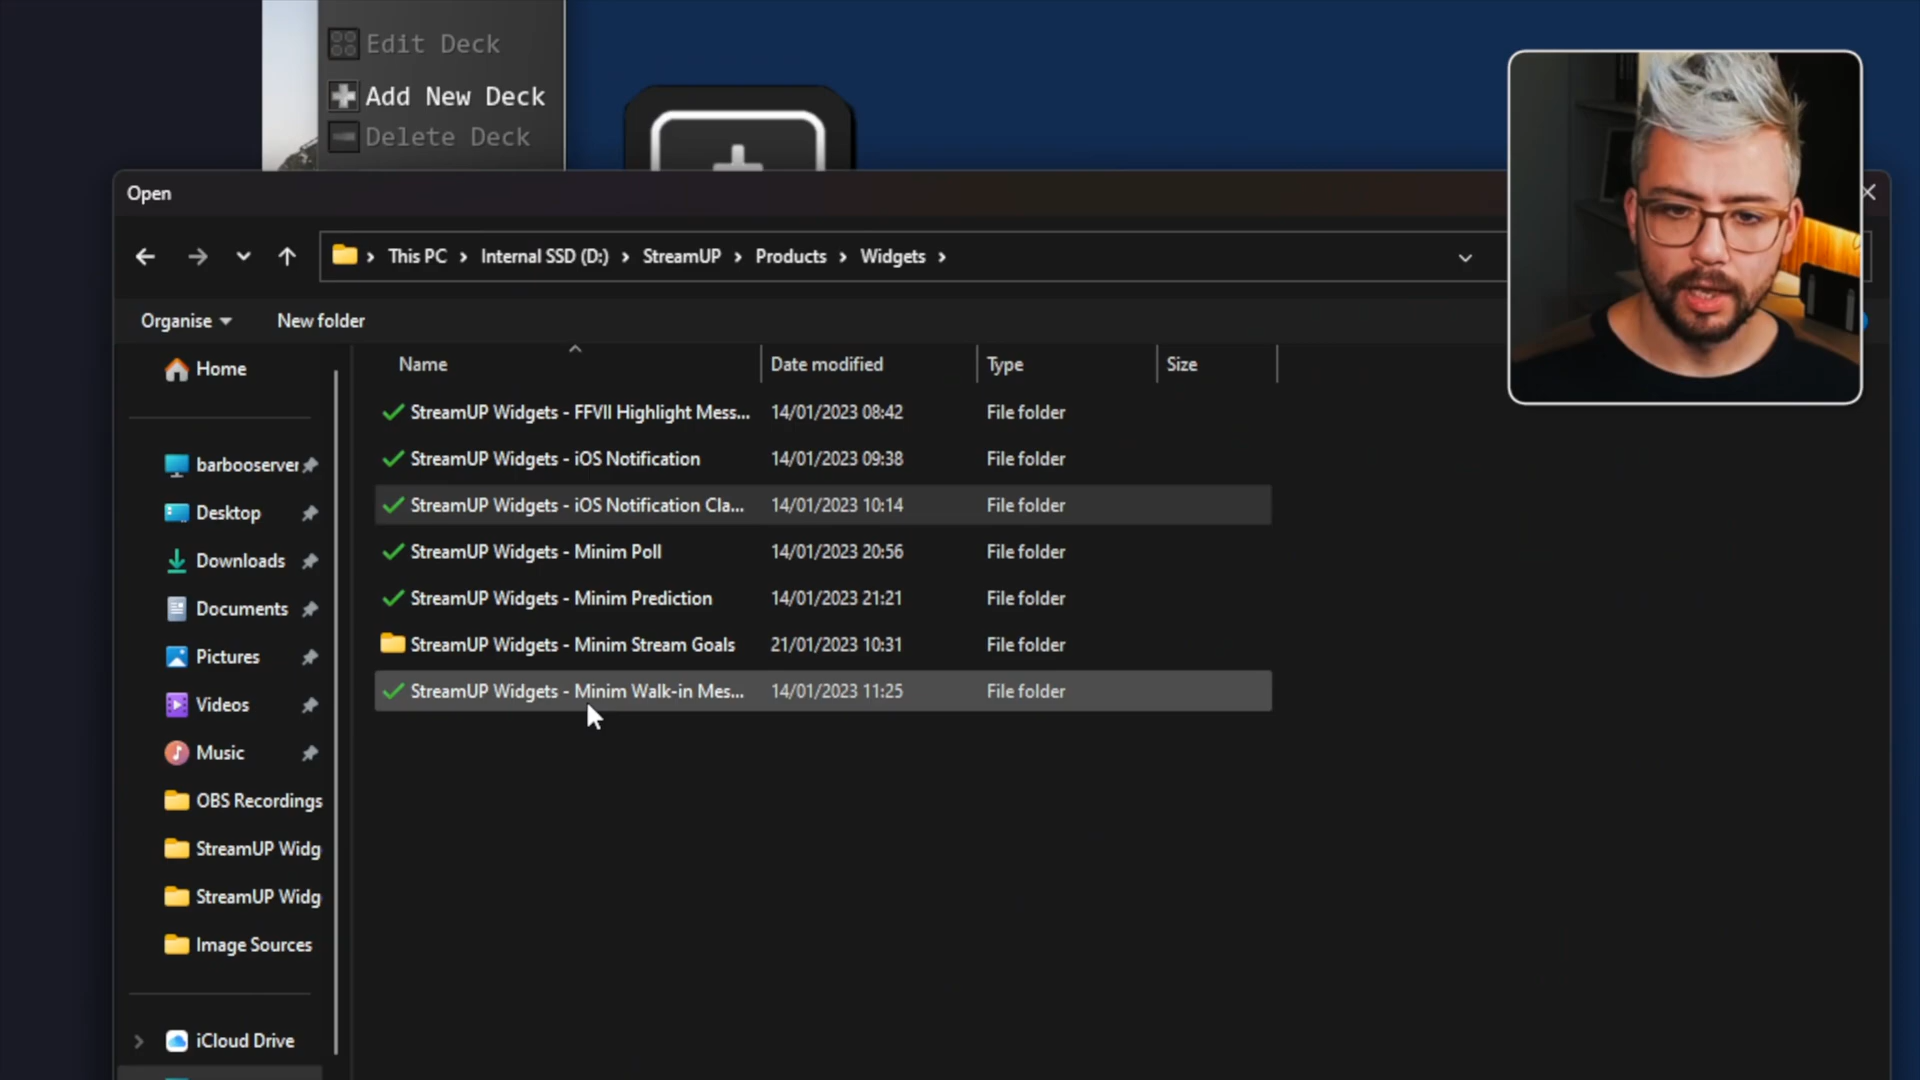 Edit Deck
Add New Deck
Delete Deck
Open
This PC > Internal SSD (D:) > StreamUP > Products > Widgets >
Organise New folder
Name Date modified Type Size
Home
barbooserver
Desktop
Downloads
Documents
Pictures
Videos
Music
OBS Recordings
StreamUP Widg
StreamUP Widg
Image Sources
iCloud Drive
StreamUP Widgets - FFVII Highlight Mess... 14/01/2023 08:42 File folder
StreamUP Widgets - iOS Notification 14/01/2023 09:38 File folder
StreamUP Widgets - iOS Notification Cla... 14/01/2023 10:14 File folder
StreamUP Widgets - Minim Poll 14/01/2023 20:56 File folder
StreamUP Widgets - Minim Prediction 14/01/2023 21:21 File folder
StreamUP Widgets - Minim Stream Goals 21/01/2023 10:31 File folder
StreamUP Widgets - Minim Walk-in Mes... 14/01/2023 11:25 File folder